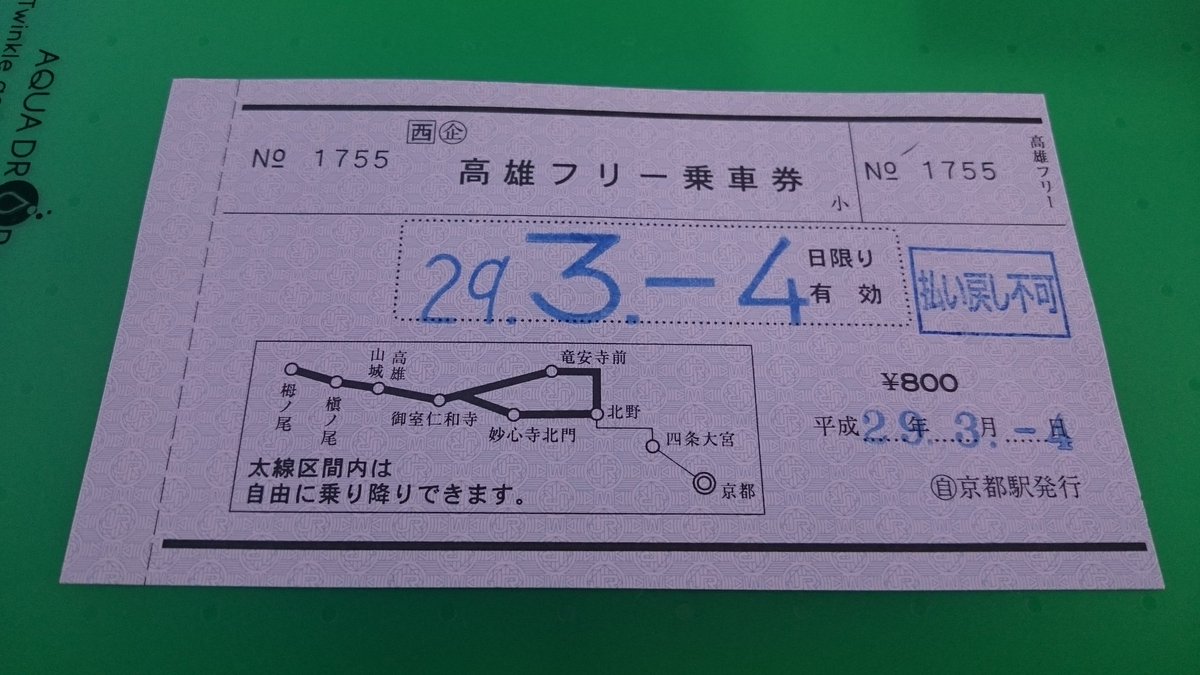 AQUA DR P
Twinkle
西 企
No 1755
高雄フリー乗車券
小
No 1755
高雄フリー
29.3.-4
日限り
有効
払い戻し不可
¥800
平成29年3.月-4日
自京都駅発行
栂ノ尾
槇ノ尾
山城高雄
御室仁和寺
竜安寺前
妙心寺北門
北野
四条大宮
京都
太線区間内は
自由に乗り降りできます。